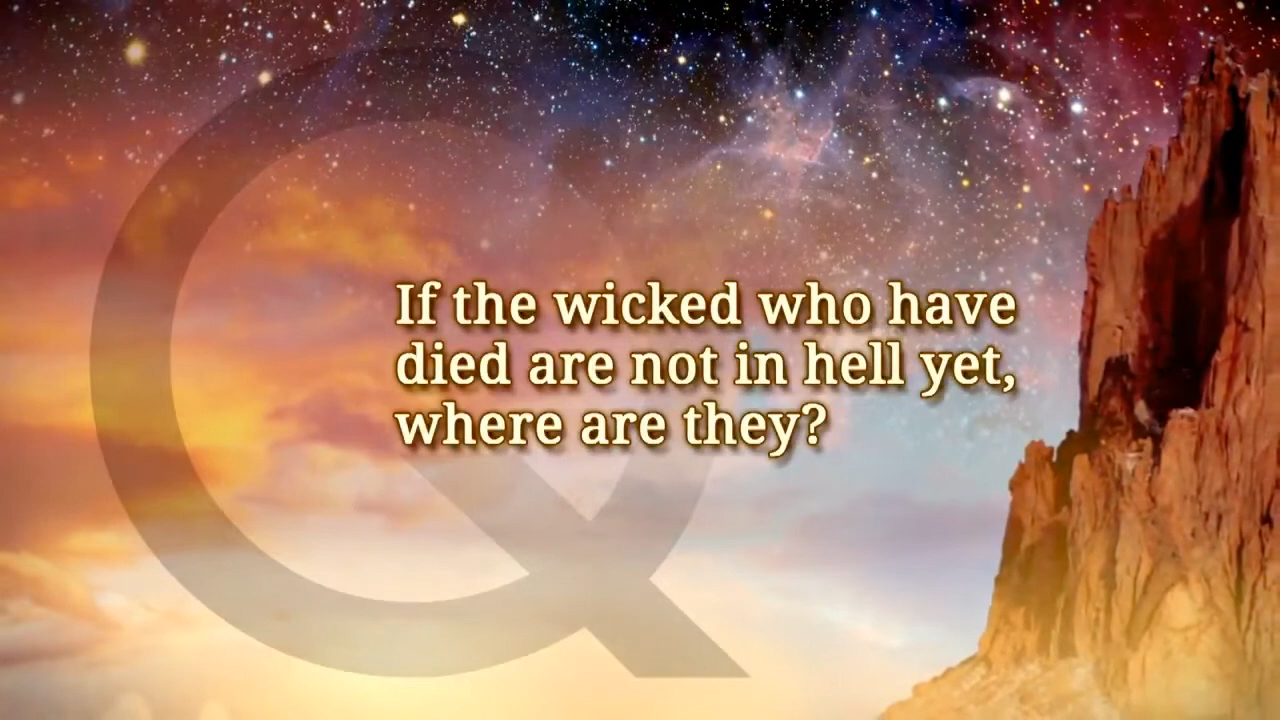 If the wicked who have
died are not in hell yet,
where are they?